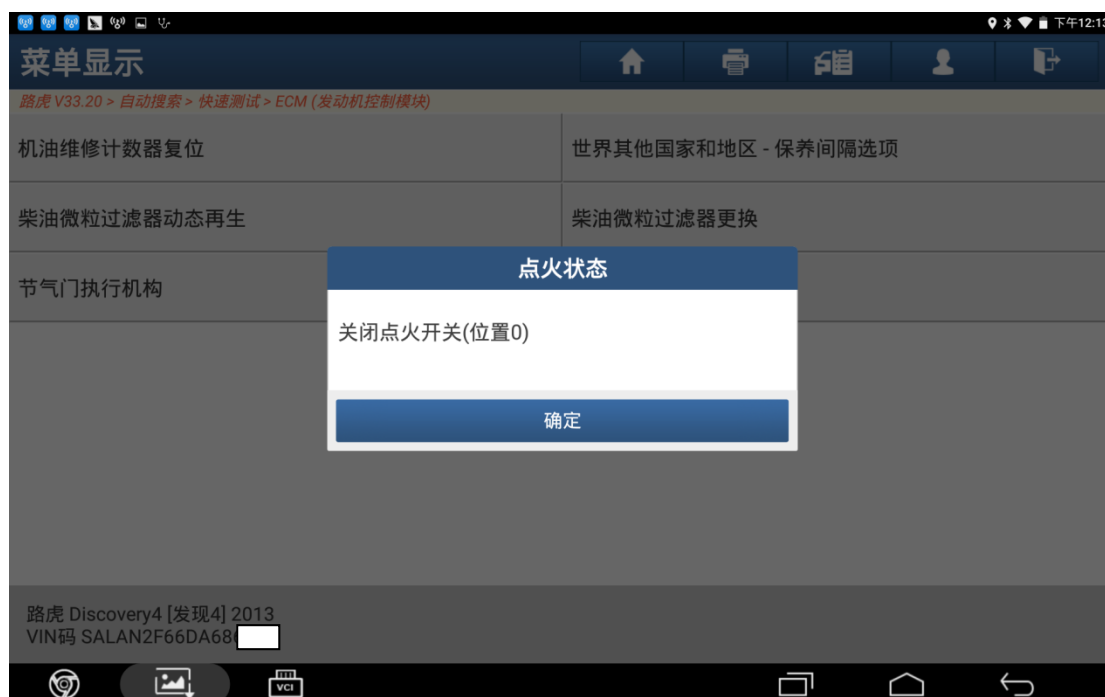 下午12:13
菜单显示
路虎 V33.20 > 自动搜索 > 快速测试 > ECM (发动机控制模块)
机油维修计数器复位
世界其他国家和地区 - 保养间隔选项
柴油微粒过滤器动态再生
柴油微粒过滤器更换
节气门执行机构
点火状态
关闭点火开关(位置0)
确定
路虎 Discovery4 [发现4] 2013
VIN码 SALAN2F66DA68
VCI